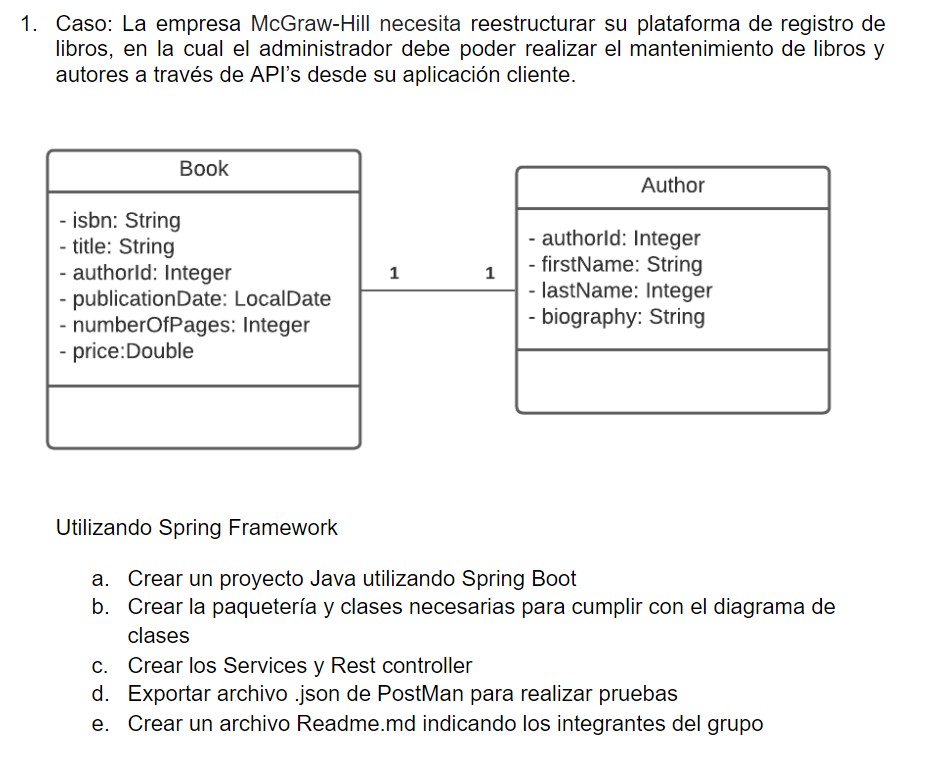 1. Caso: La empresa McGraw-Hill necesita reestructurar su plataforma de registro de
libros, en la cual el administrador debe poder realizar el mantenimiento de libros y
autores a través de API’s desde su aplicación cliente.
Book
- isbn: String
- title: String
- authorId: Integer
- publicationDate: LocalDate
- numberOfPages: Integer
- price:Double
1
1
Author
- authorId: Integer
- firstName: String
- lastName: Integer
- biography: String
Utilizando Spring Framework
a. Crear un proyecto Java utilizando Spring Boot
b. Crear la paquetería y clases necesarias para cumplir con el diagrama de
clases
c. Crear los Services y Rest controller
d. Exportar archivo .json de PostMan para realizar pruebas
e. Crear un archivo Readme.md indicando los integrantes del grupo